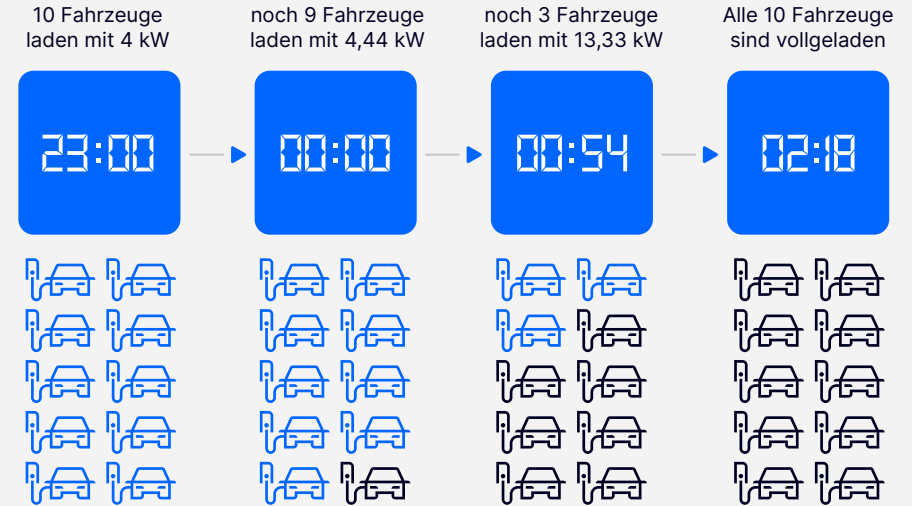 10 Fahrzeuge
laden mit 4 kW
noch 9 Fahrzeuge
laden mit 4,44 kW
noch 3 Fahrzeuge
laden mit 13,33 kW
Alle 10 Fahrzeuge
sind vollgeladen
23:00
00:00
00:54
02:18